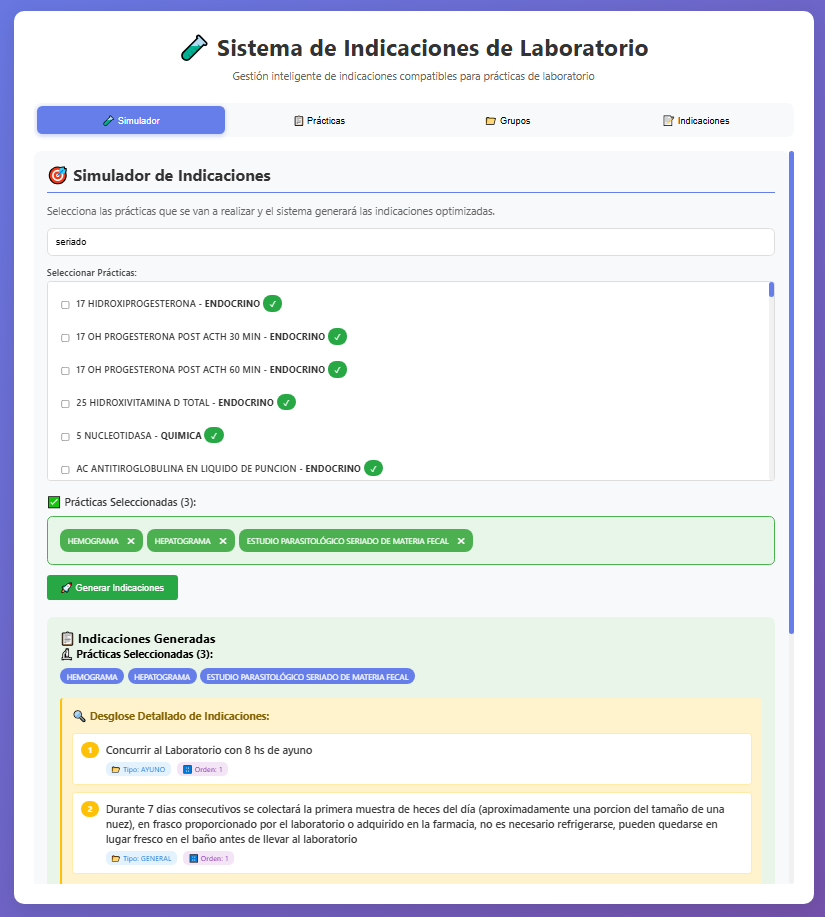 Sistema de Indicaciones de Laboratorio
Gestión inteligente de indicaciones compatibles para prácticas de laboratorio
Simulador
Prácticas
Grupos
Indicaciones
Simulador de Indicaciones
Selecciona las prácticas que se van a realizar y el sistema generará las indicaciones optimizadas.
seriado
Seleccionar Prácticas:
17 HIDROXIPROGESTERONA - ENDOCRINO ✓
17 OH PROGESTERONA POST ACTH 30 MIN - ENDOCRINO ✓
17 OH PROGESTERONA POST ACTH 60 MIN - ENDOCRINO ✓
25 HIDROXIVITAMINA D TOTAL - ENDOCRINO ✓
5 NUCLEOTIDASA - QUIMICA ✓
AC ANTITIROGLOBULINA EN LIQUIDO DE PUNCION - ENDOCRINO ✓
Prácticas Seleccionadas (3):
HEMOGRAMA ✕
HEPATOGRAMA ✕
ESTUDIO PARASITOLÓGICO SERIADO DE MATERIA FECAL ✕
Generar Indicaciones
Indicaciones Generadas
Prácticas Seleccionadas (3):
HEMOGRAMA
HEPATOGRAMA
ESTUDIO PARASITOLÓGICO SERIADO DE MATERIA FECAL
Desglose Detallado de Indicaciones:
1 Concurrir al Laboratorio con 8 hs de ayuno
Tipo: AYUNO
Orden: 1
2 Durante 7 dias consecutivos se colectará la primera muestra de heces del día (aproximadamente una porcion del tamaño de una
nuez), en frasco proporcionado por el laboratorio o adquirido en la farmacia, no es necesario refrigerarse, pueden quedarse en
lugar fresco en el baño antes de llevar al laboratorio
Tipo: GENERAL
Orden: 1